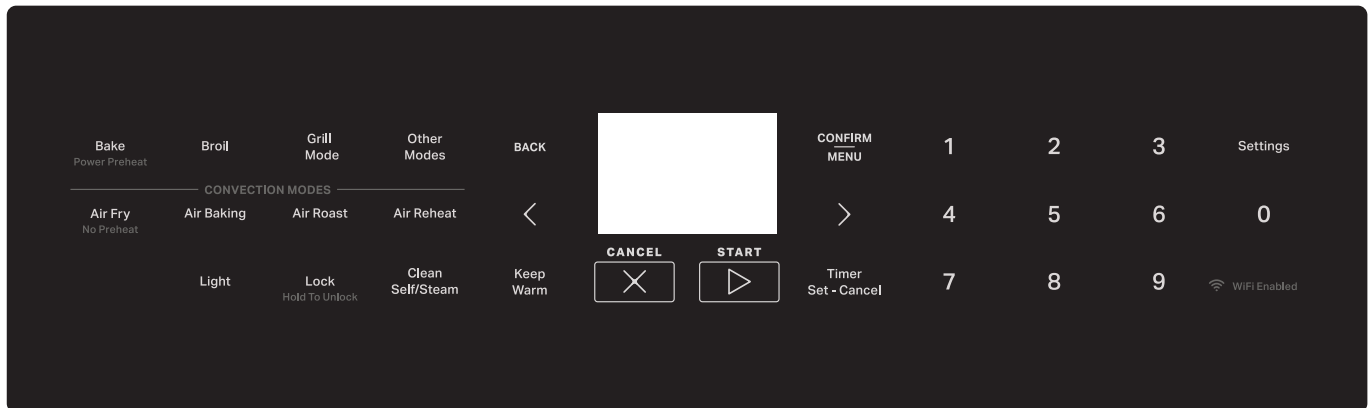 Bake
Power Preheat
Broil
Grill
Mode
Other
Modes
BACK
CONFIRM
MENU
1
2
3
Settings
CONVECTION MODES
Air Fry
No Preheat
Air Baking
Air Roast
Air Reheat
4
5
6
0
CANCEL
START
Light
Lock
Hold To Unlock
Clean
Self/Steam
Keep
Warm
Timer
Set - Cancel
7
8
9
WiFi Enabled